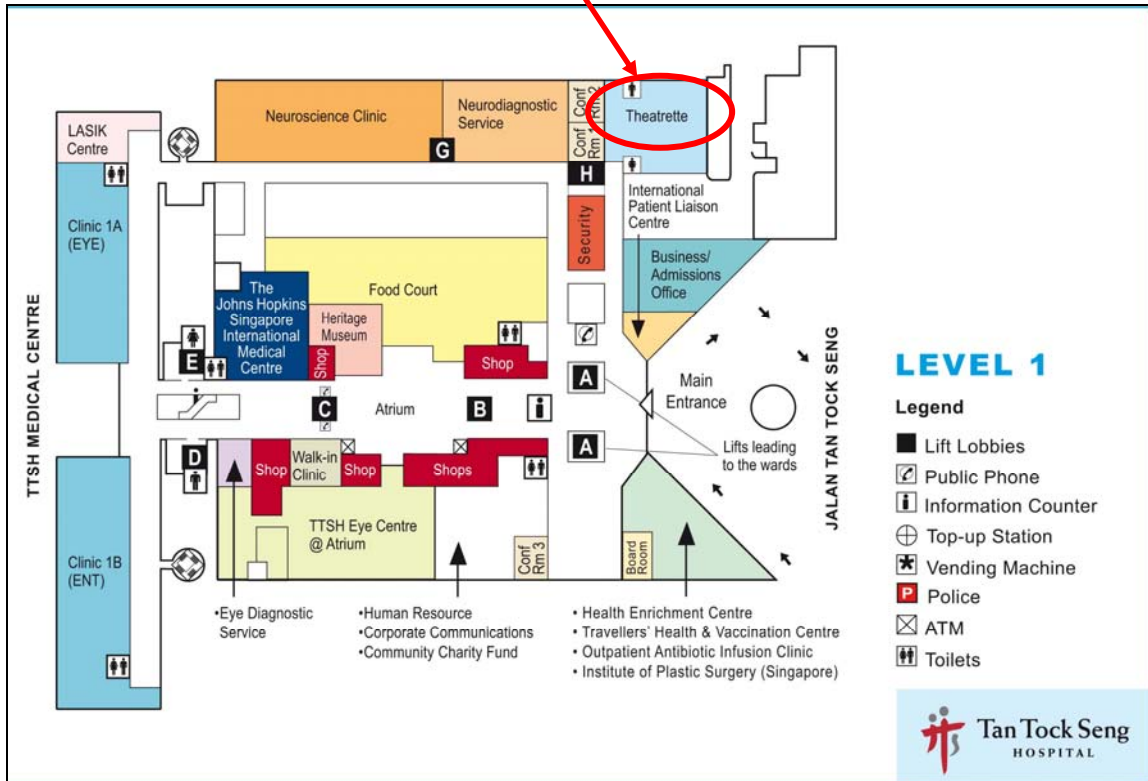 Neuroscience Clinic
Neurodiagnostic
Service
Conf
Rm 2
Conf
Rm 1
Theatrette
LASIK
Centre
G
H
International
Patient Liaison
Centre
Clinic 1A
(EYE)
Security
Business/
Admissions
Office
The
Johns Hopkins
Singapore
International
Medical
Centre
Food Court
Heritage
Museum
Shop
Shop
E
A
Main
Entrance
C
Atrium
B
A
Lifts leading
to the wards
D
Shop
Walk-in
Clinic
Shop
Shops
TTSH Eye Centre
@ Atrium
Conf
Rm 3
Board
Room
Clinic 1B
(ENT)
TTSH MEDICAL CENTRE
JALAN TAN TOCK SENG
•Eye Diagnostic
Service
•Human Resource
•Corporate Communications
•Community Charity Fund
• Health Enrichment Centre
• Travellers' Health & Vaccination Centre
• Outpatient Antibiotic Infusion Clinic
• Institute of Plastic Surgery (Singapore)
LEVEL 1
Legend
Lift Lobbies
Public Phone
Information Counter
Top-up Station
Vending Machine
P Police
ATM
Toilets
Tan Tock Seng
HOSPITAL